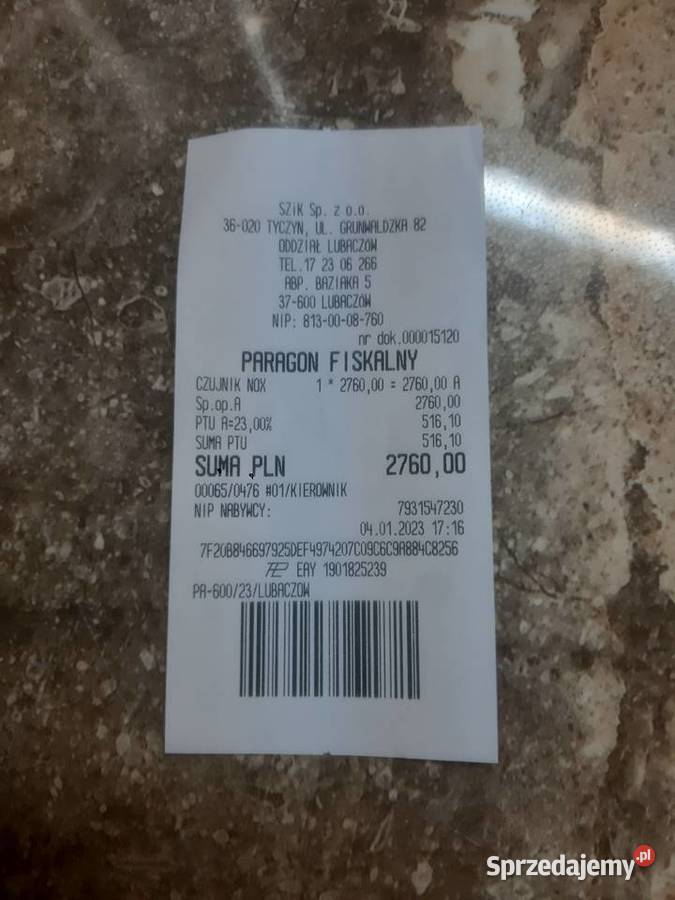 SZiK Sp. z o.o.
36-020 TYCZYN, UL. GRUNWALDZKA 82
ODDZIAŁ LUBACZÓW
TEL.17 23 06 266
ABP. BAZIAKA 5
37-600 LUBACZÓW
NIP: 813-00-08-760
nr dok.000015120
PARAGON FISKALNY
CZUJNIK NOX 1 * 2760,00 = 2760,00 A
Sp.op.A 2760,00
PTU A=23,00% 516,10
SUMA PTU 516,10
SUMA PLN 2760,00
00065/0476 #01/KIEROWNIK
NIP NABYWCY: 7931547230
04.01.2023 17:16
7F20B846697925DEF4974207C09C6C9A884C8256
EAY 1901825239
PA-600/23/LUBACZOW
Sprzedajemy.pl